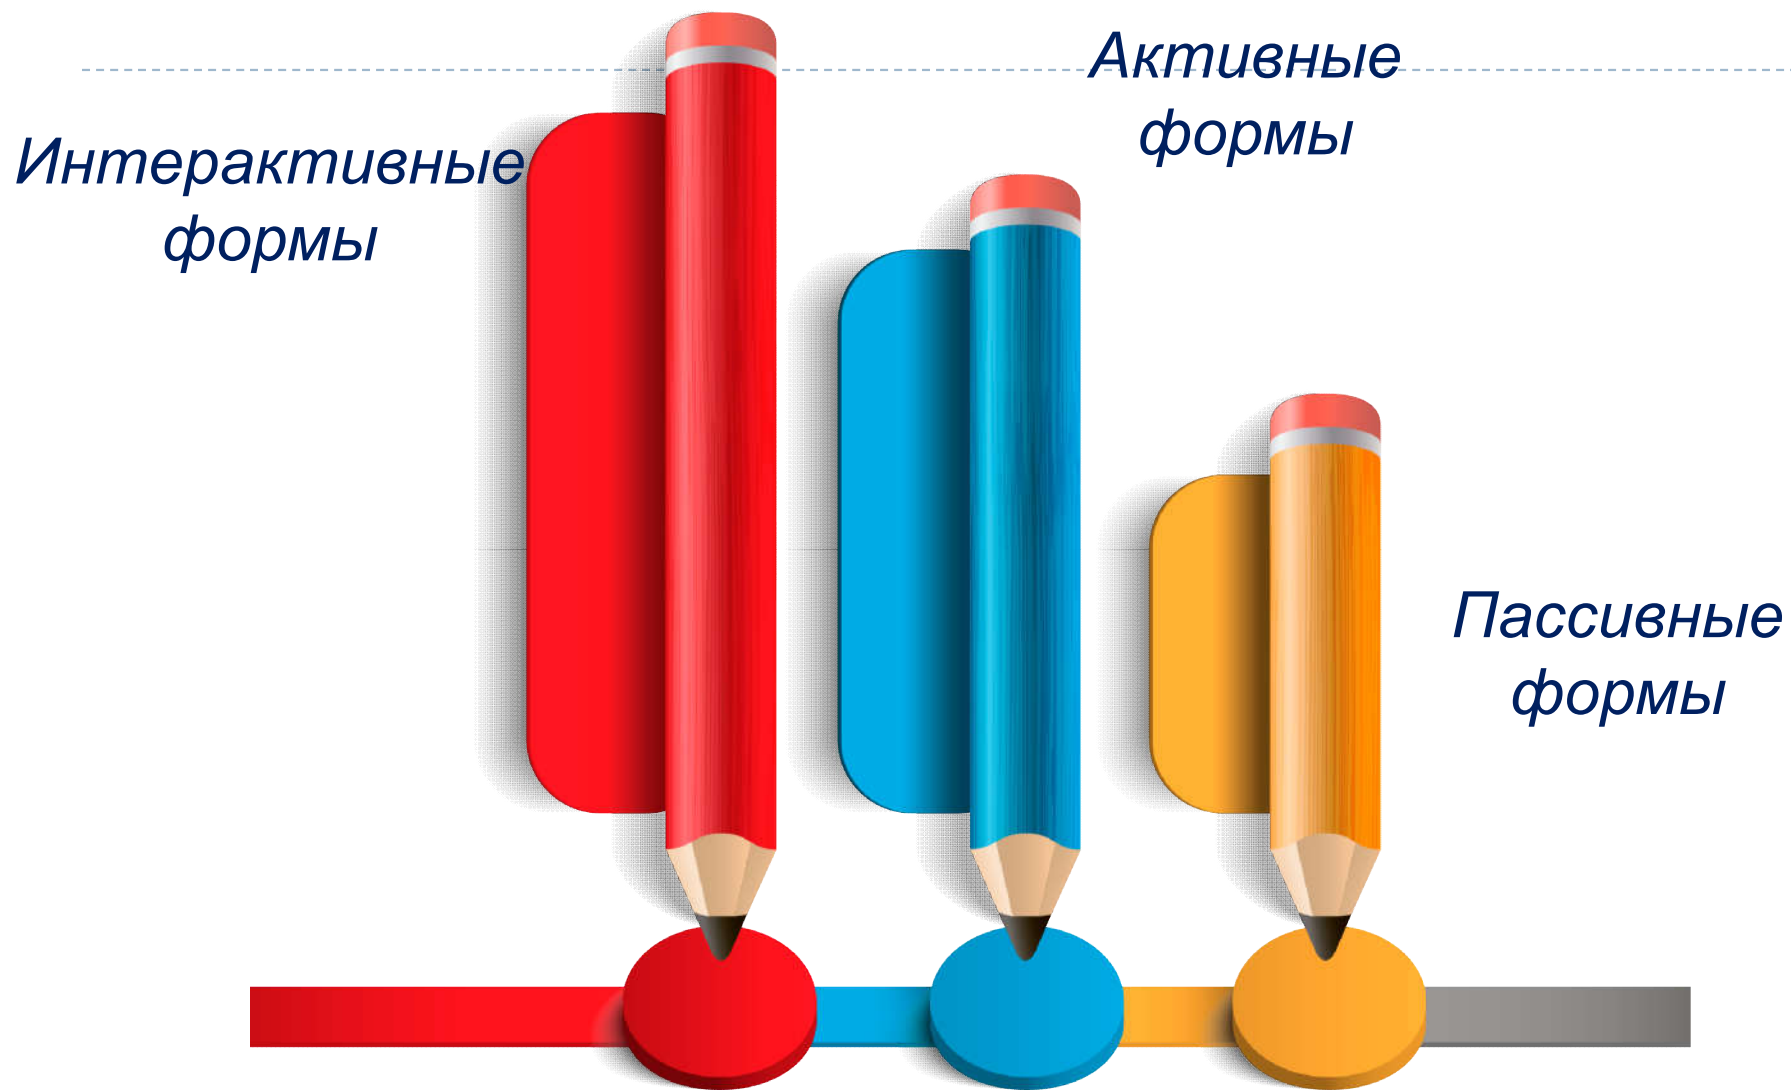 Интерактивные
формы
Активные
формы
Пассивные
формы